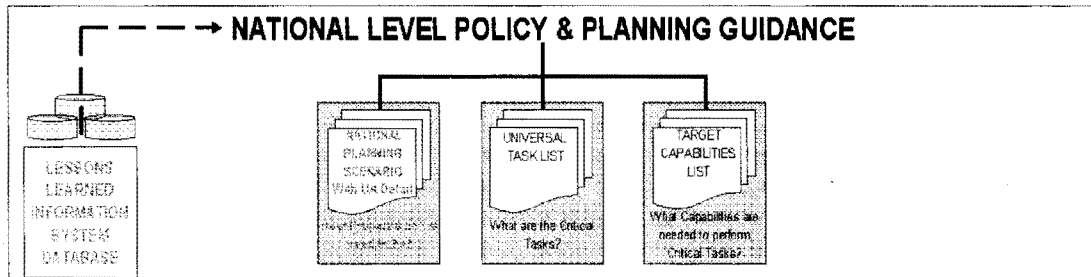 NATIONAL LEVEL POLICY & PLANNING GUIDANCE
LESSONS
LEARNED
INFORMATION
SYSTEM
DATABASE
NATIONAL
PLANNING
SCENARIO
With UA Detail
UNIVERSAL
TASK LIST
What are the Critical
Tasks?
TARGET
CAPABILITIES
LIST
What Capabilities are
needed to perform
Critical Tasks?